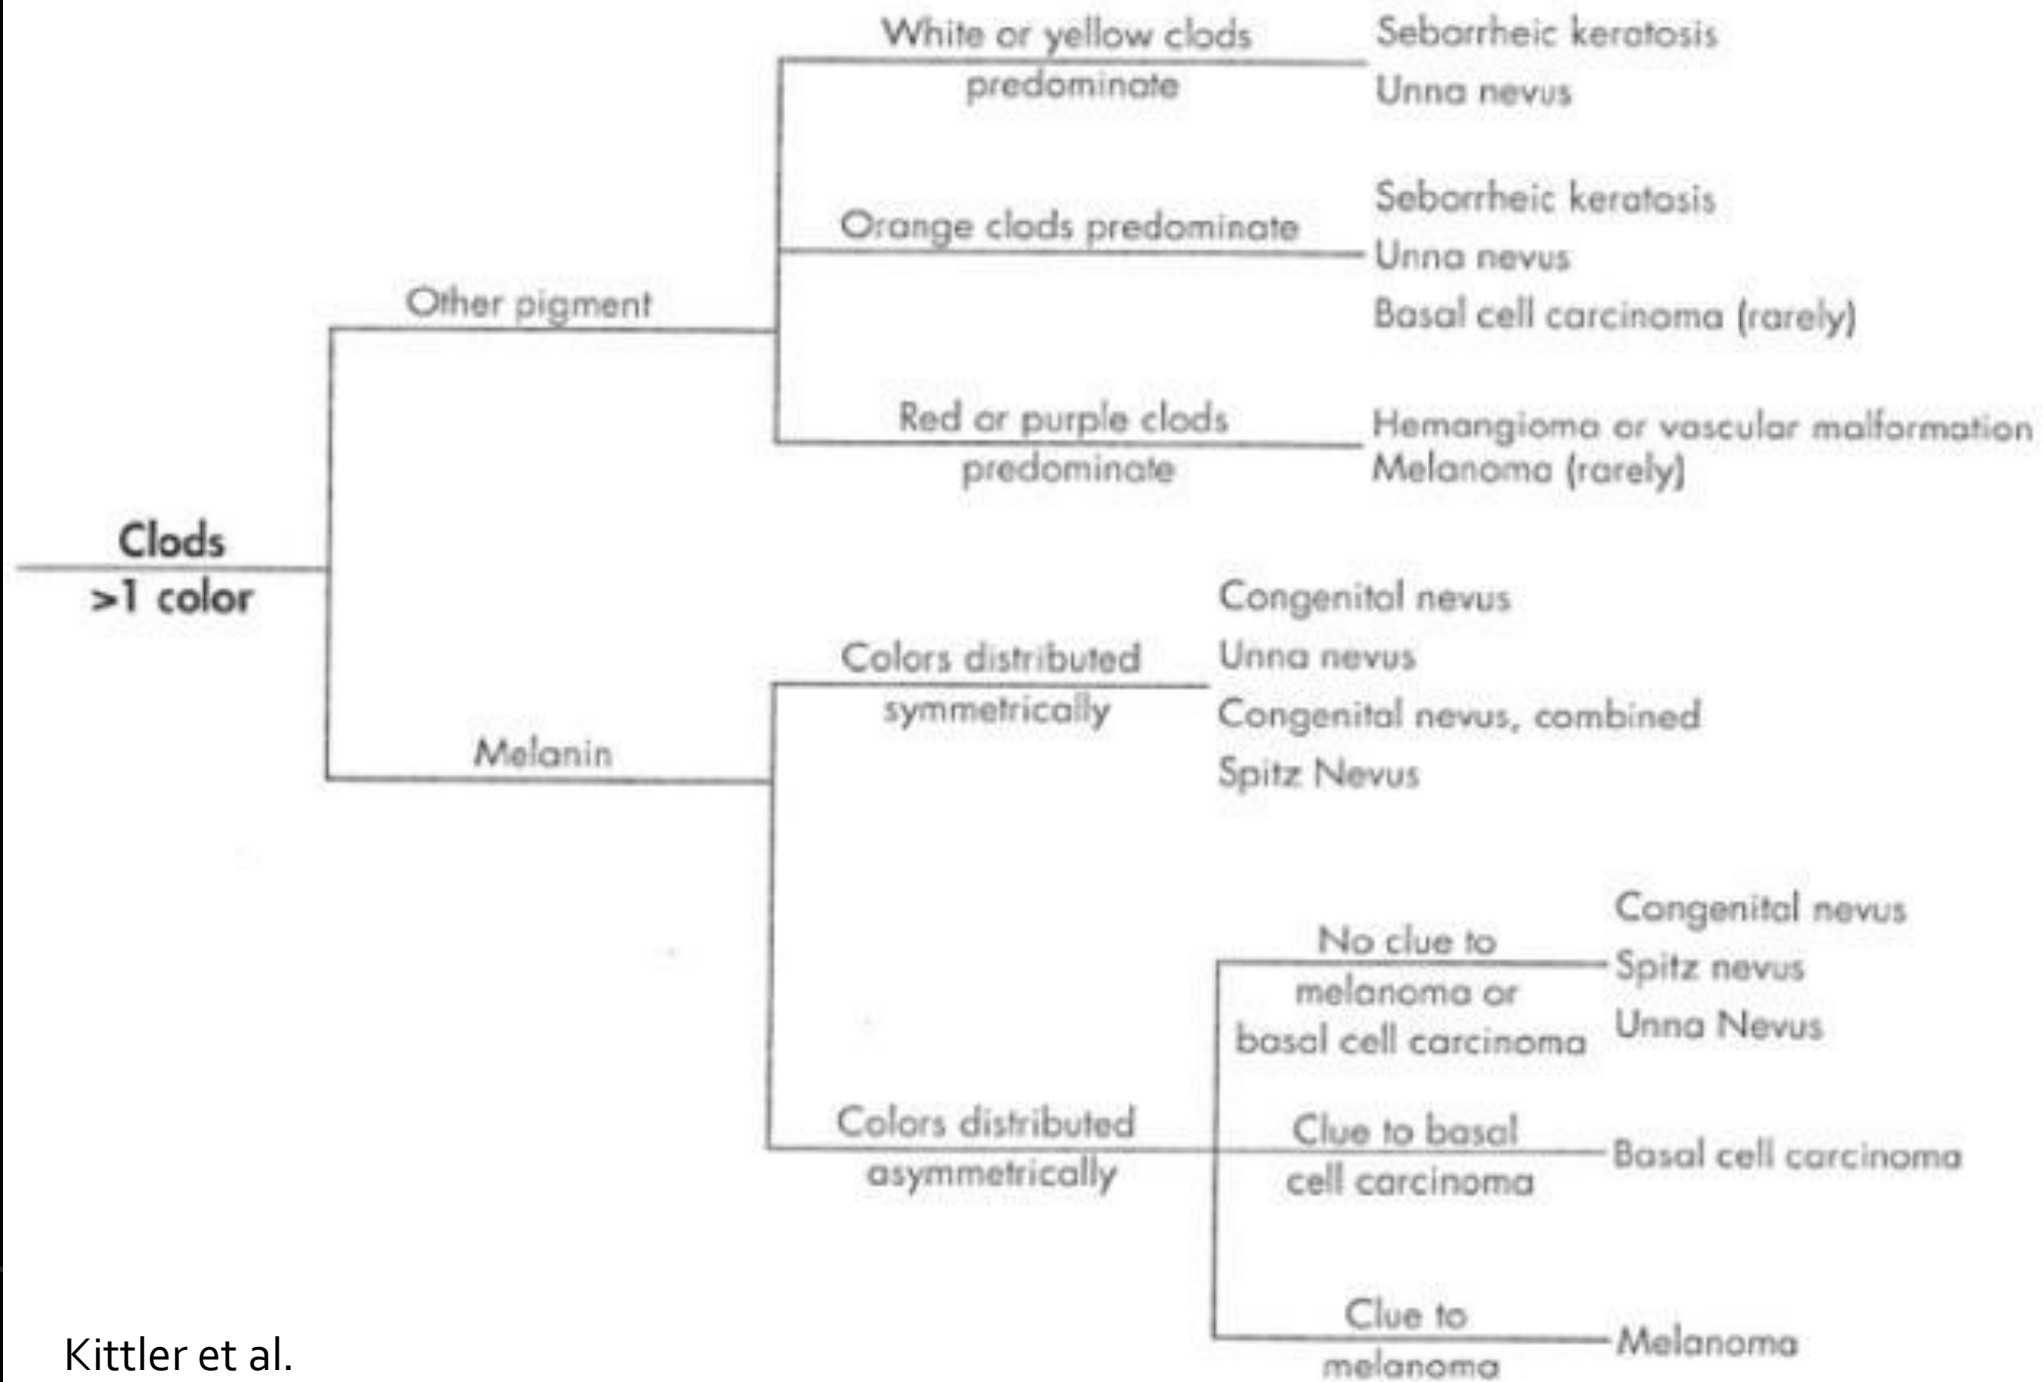 White or yellow clods
predominate
Seborrheic keratosis
Unna nevus
Orange clods predominate
Seborrheic keratosis
Unna nevus
Basal cell carcinoma (rarely)
Other pigment
Red or purple clods
predominate
Hemangioma or vascular malformation
Melanoma (rarely)
Clods
>1 color
Melanin
Colors distributed
symmetrically
Congenital nevus
Unna nevus
Congenital nevus, combined
Spitz Nevus
Colors distributed
asymmetrically
No clue to
melanoma or
basal cell carcinoma
Congenital nevus
Spitz nevus
Unna Nevus
Clue to basal
cell carcinoma
Basal cell carcinoma
Clue to
melanoma
Melanoma
Kittler et al.